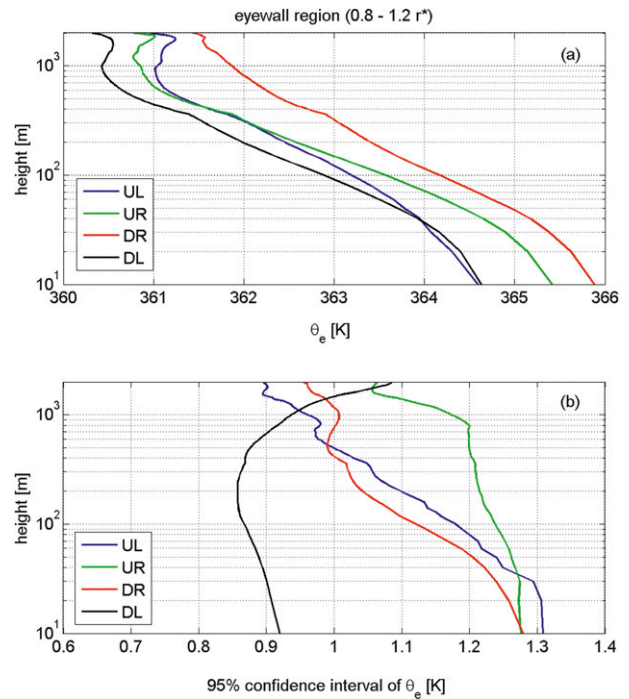 eyewall region (0.8 - 1.2 r*)
(a)
height [m]
10³
10²
10¹
UL
UR
DR
DL
360 361 362 363 364 365 366
θe [K]
(b)
height [m]
10³
10²
10¹
UL
UR
DR
DL
0.6 0.7 0.8 0.9 1 1.1 1.2 1.3 1.4
95% confidence interval of θe [K]